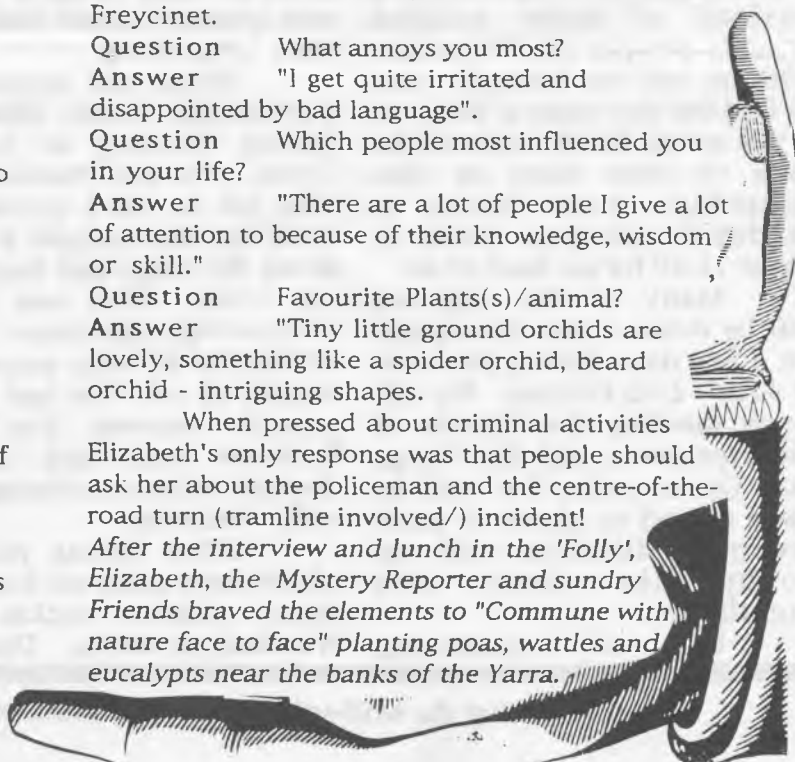 Freycinet.
Question What annoys you most?
Answer "I get quite irritated and
disappointed by bad language".
Question Which people most influenced you
in your life?
Answer "There are a lot of people I give a lot
of attention to because of their knowledge, wisdom
or skill."
Question Favourite Plants(s)/animal?
Answer "Tiny little ground orchids are
lovely, something like a spider orchid, beard
orchid - intriguing shapes.
When pressed about criminal activities
Elizabeth's only response was that people should
ask her about the policeman and the centre-of-the-
road turn (tramline involved/) incident!
After the interview and lunch in the 'Folly',
Elizabeth, the Mystery Reporter and sundry
Friends braved the elements to "Commune with
nature face to face" planting poas, wattles and
eucalypts near the banks of the Yarra.